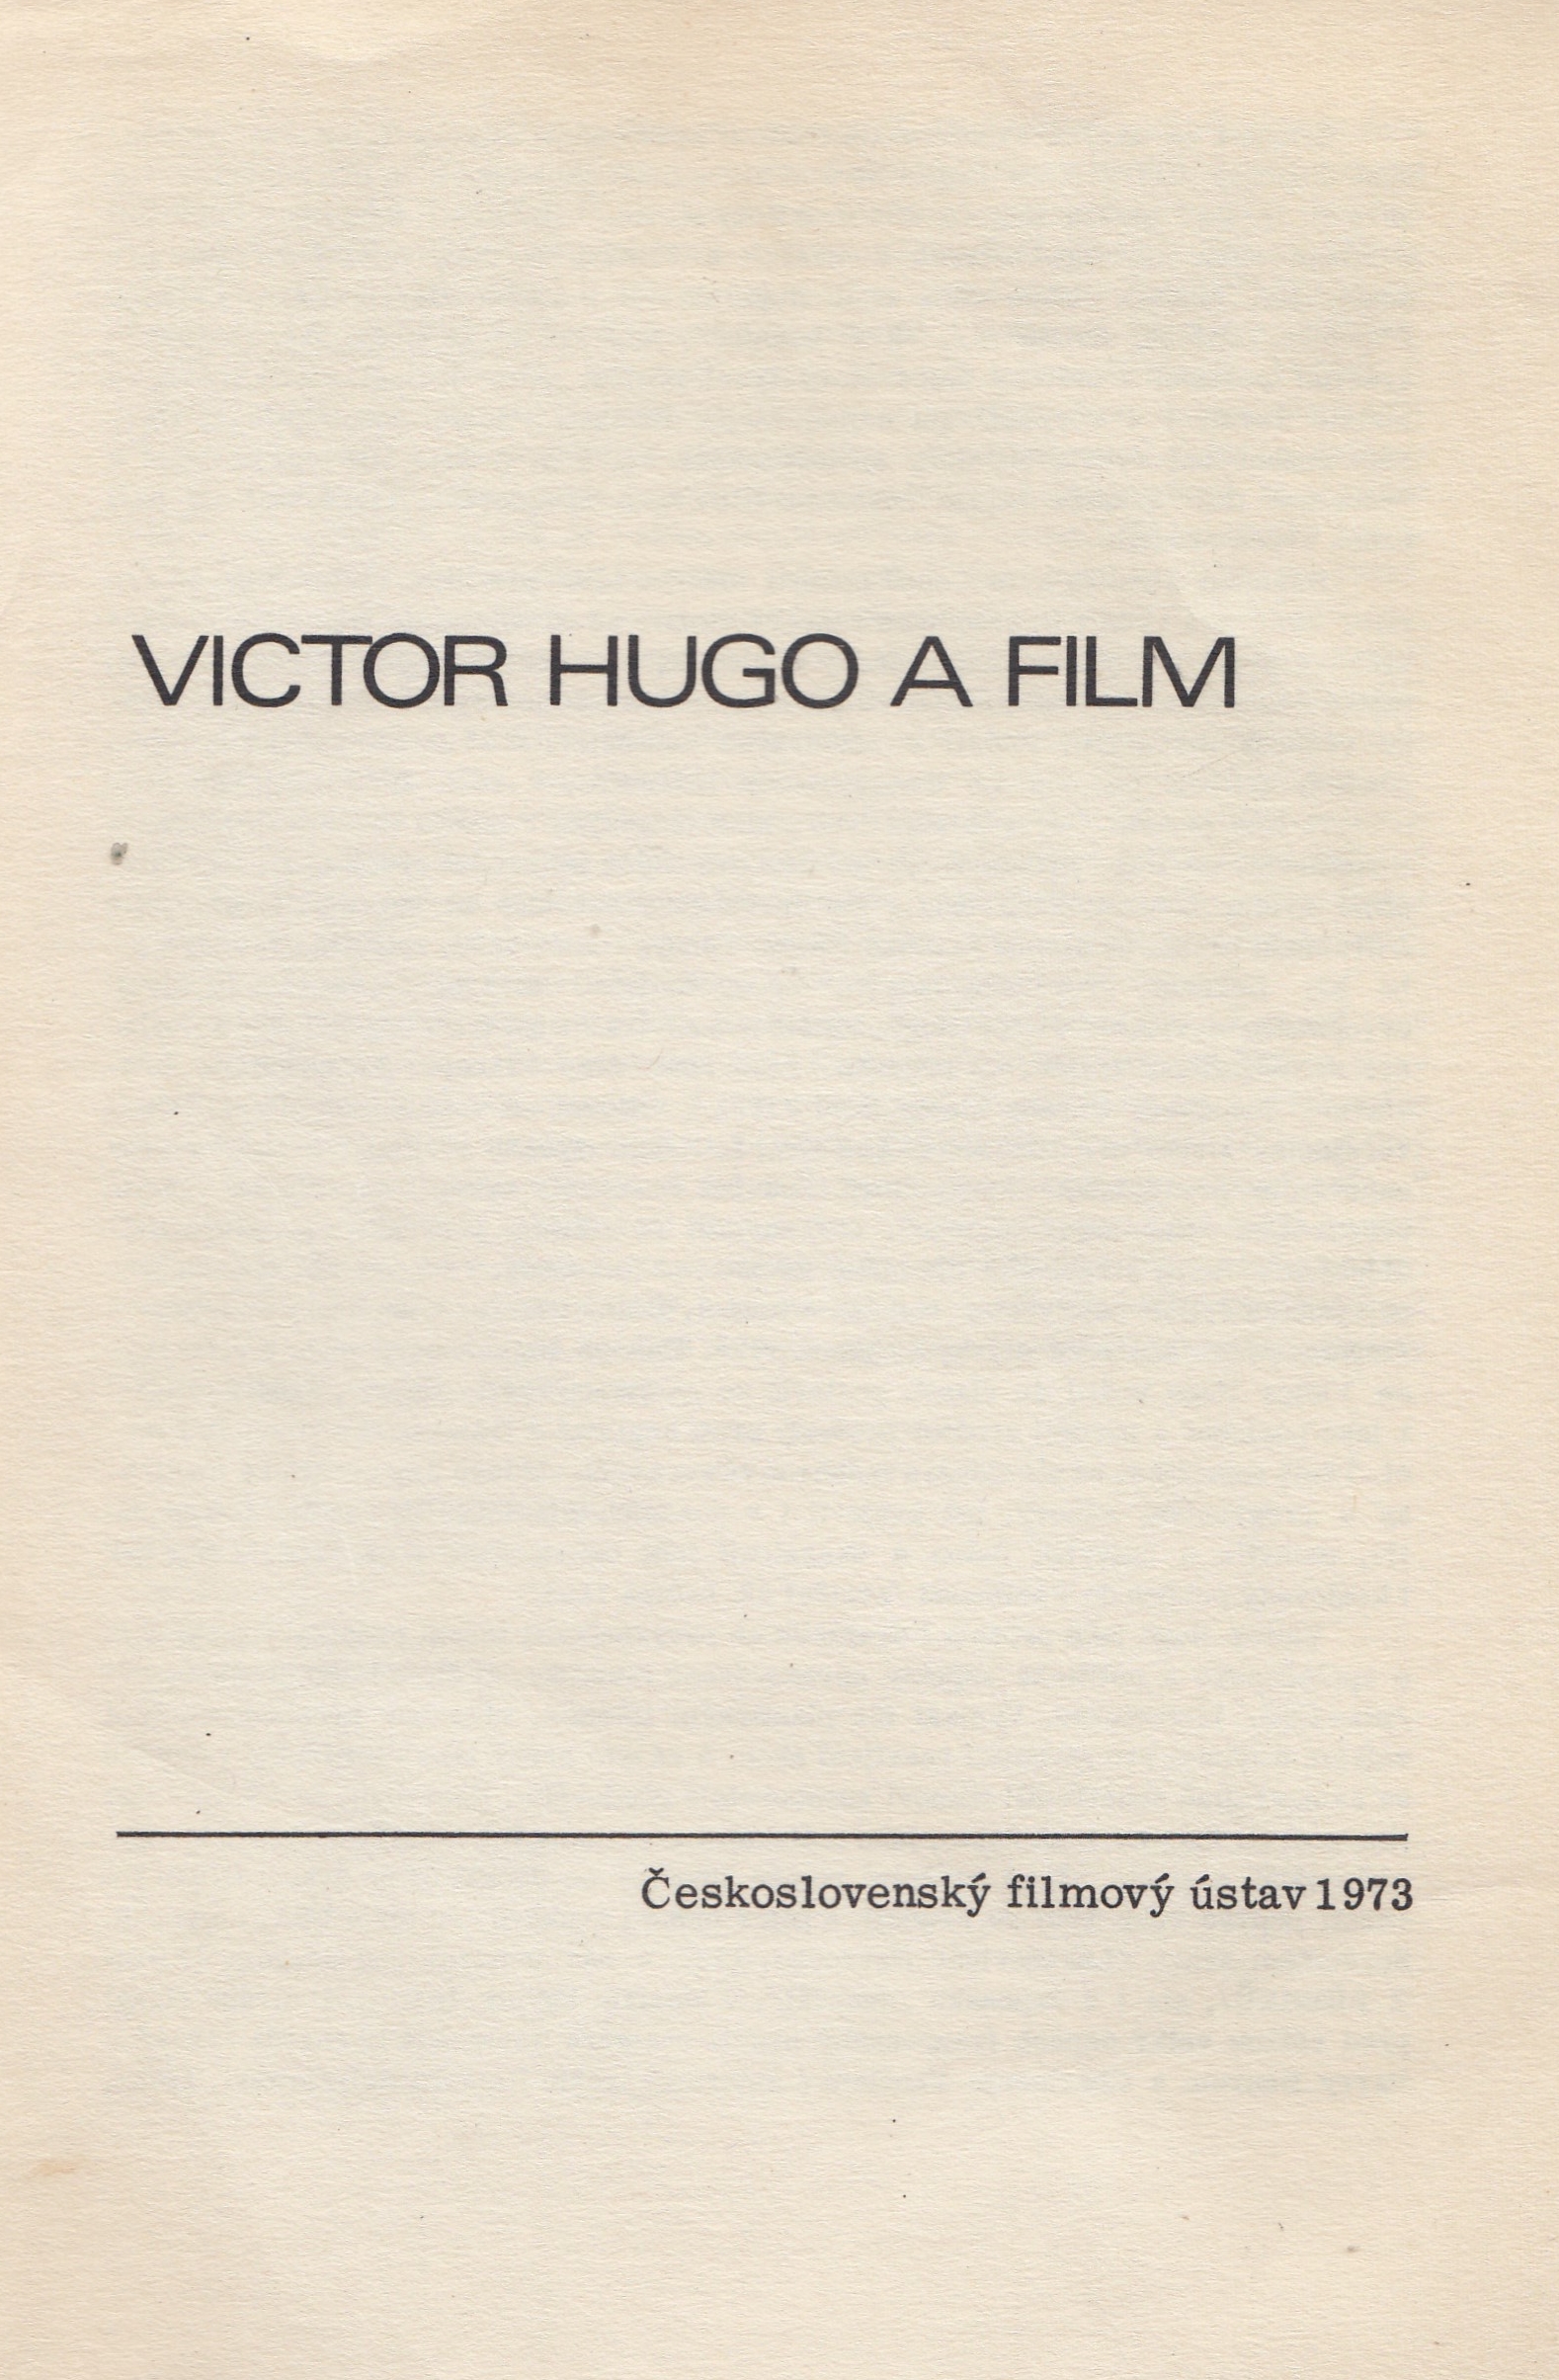 VICTOR HUGO A FILM
Československý filmový ústav 1973